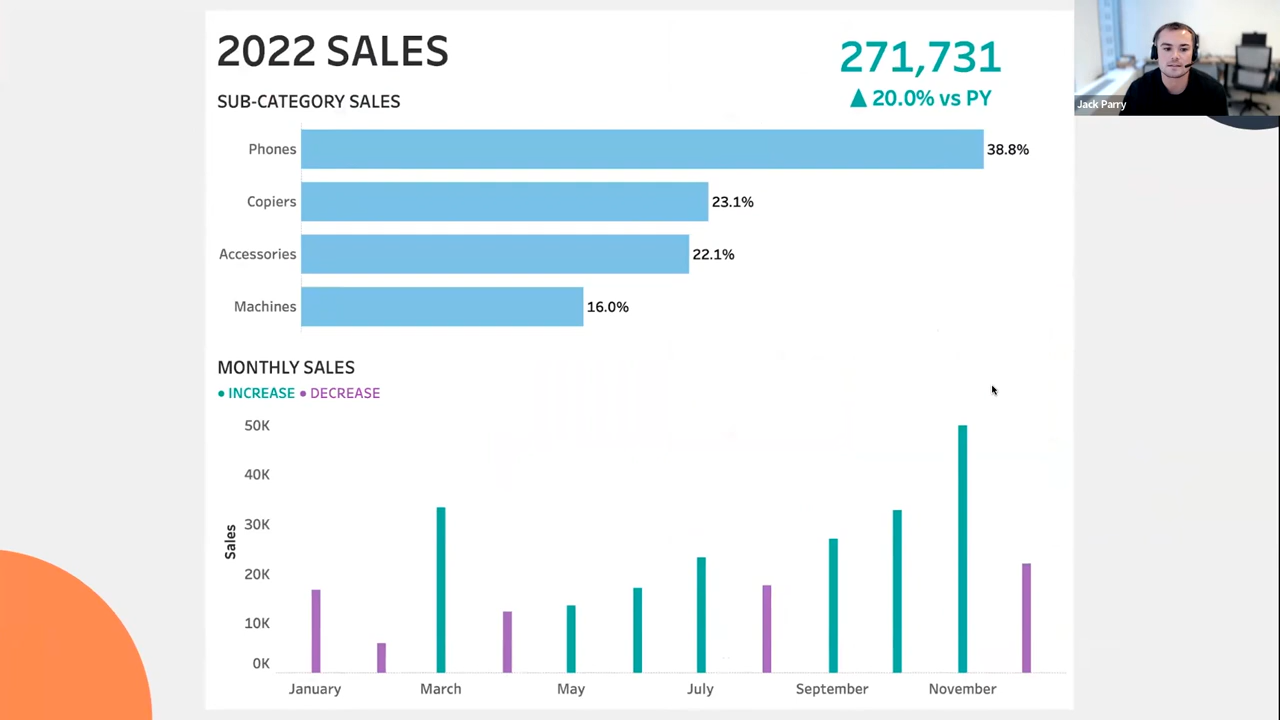 2022 SALES
271,731
▲ 20.0% vs PY
Jack Parry
SUB-CATEGORY SALES
Phones 38.8%
Copiers 23.1%
Accessories 22.1%
Machines 16.0%
MONTHLY SALES
• INCREASE • DECREASE
50K
40K
30K
20K
10K
0K
Sales
January March May July September November